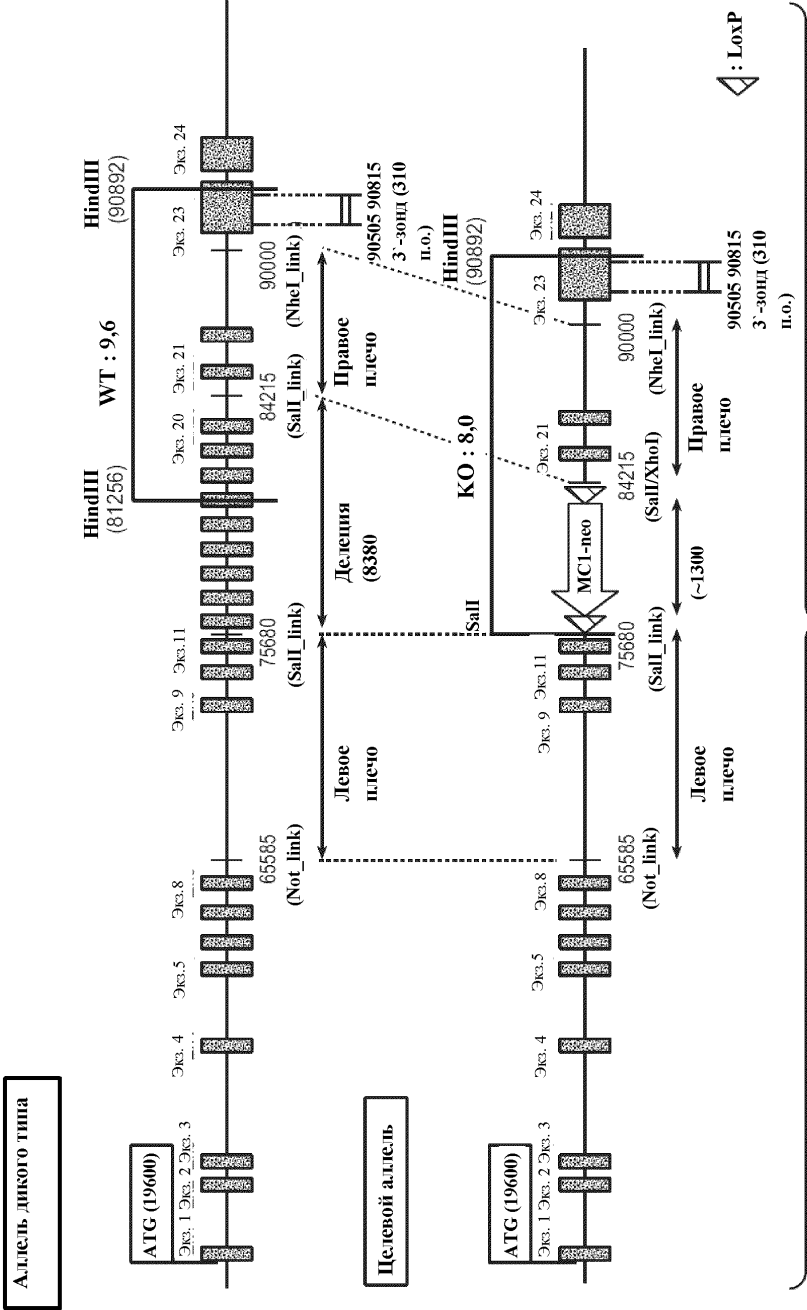 Аллель дикого типа
ATG (19600)
Экз. 1
Экз. 2
Экз. 3
Экз. 4
Экз.5
Экз.8
Экз. 9
Экз.11
Экз. 20
Экз. 21
Экз. 23
Экз. 24
HindIII
(81256)
WT : 9,6
HindIII
(90892)
65585
(Not_link)
75680
(SalI_link)
84215
(SalI_link)
90000
(NheI_link)
90505 90815
3`-зонд (310
п.о.)
Левое
плечо
Делеция
(8380
Правое
плечо
Целевой аллель
ATG (19600)
Экз. 1
Экз. 2
Экз. 3
Экз. 4
Экз.5
Экз.8
Экз. 9
Экз.11
Экз. 21
Экз. 23
Экз. 24
SalI
KO : 8,0
HindIII
(90892)
MC1-neo
65585
(Not_link)
75680
(SalI_link)
84215
(SalI/XhoI)
90000
(NheI_link)
90505 90815
3`-зонд (310
п.о.)
Левое
плечо
(~1300
Правое
плечо
: LoxP